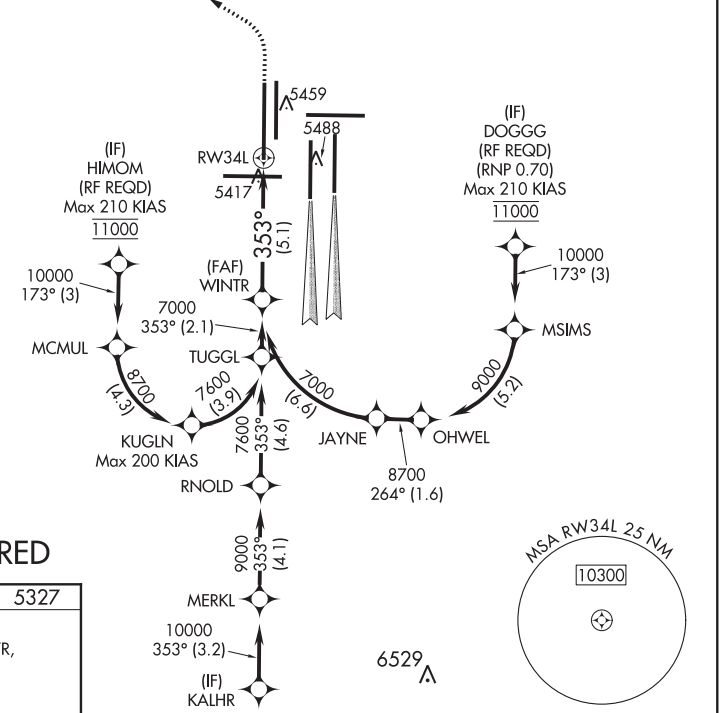 5459
5488
RW34L
5417
(IF)
HIMOM
(RF REQD)
Max 210 KIAS
11000
(IF)
DOGGG
(RF REQD)
(RNP 0.70)
Max 210 KIAS
11000
353°
(5.1)
10000
173° (3)
10000
173° (3)
(FAF)
WINTR
7000
353° (2.1)
MCMUL
TUGGL
MSIMS
8700
(4.3)
7600
(3.9)
7000
(6.6)
9000
(5.2)
KUGLN
Max 200 KIAS
7600
353°
(4.6)
JAYNE
OHWEL
8700
264° (1.6)
RNOLD
9000
353°
(4.1)
MSA RW34L 25 NM
10300
RED
5327
MERKL
R,
10000
353° (3.2)
6529
(IF)
KALHR